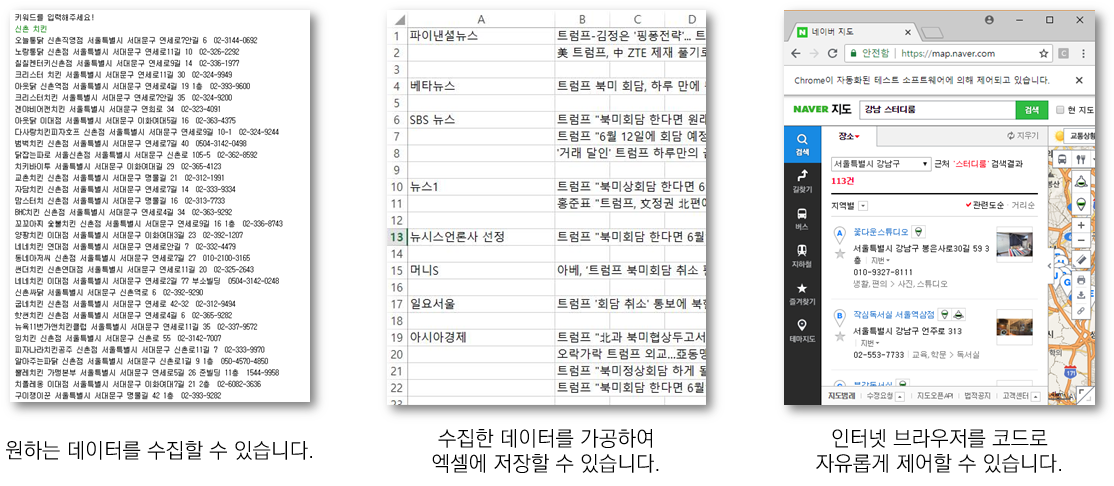 키워드를 입력해주세요!
신촌 치킨
오늘통닭 신촌직영점 서울특별시 서대문구 연세로7안길 6 02-3144-0692
노랑통닭 신촌점 서울특별시 서대문구 연세로11길 10 02-326-2292
칠칠켄터키신촌점 서울특별시 서대문구 연세로9길 14 02-336-1977
크리스터 치킨 서울특별시 서대문구 연세로11길 30 02-324-9949
아웃닭 신촌역점 서울특별시 서대문구 연세로4길 19 1층 02-393-9600
크리스터치킨 서울특별시 서대문구 연세로7안길 35 02-324-9200
견야비어펀치킨 서울특별시 서대문구 연희로 34 02-323-4091
아웃닭 이대점 서울특별시 서대문구 이화여대5길 16 02-363-4375
다사랑치킨피자호프 신촌점 서울특별시 서대문구 연세로9길 10-1 02-324-9244
범벅치킨 신촌점 서울특별시 서대문구 연세로7길 40 0504-3142-0498
닭잡는파로 서울신촌점 서울특별시 서대문구 신촌로 105-5 02-362-8592
치키바이투 서울특별시 서대문구 이화여대길 29 02-365-4123
교촌치킨 신촌점 서울특별시 서대문구 명물길 21 02-312-1991
자담치킨 신촌점 서울특별시 서대문구 연세로7길 14 02-333-9334
맘스터치 신촌점 서울특별시 서대문구 명물길 16 02-313-7733
BHC치킨 신촌점 서울특별시 서대문구 연세로4길 34 02-363-9292
꼬꼬아찌 숯불치킨 신촌점 서울특별시 서대문구 연세로9길 16 1층 02-336-8743
양팡치킨 이대점 서울특별시 서대문구 이화여대3길 23 02-392-1207
네네치킨 연대점 서울특별시 서대문구 연세로안길 7 02-332-4479
동네아저씨 신촌점 서울특별시 서대문구 연세로7길 27 010-2100-3165
썬더치킨 신촌연대점 서울특별시 서대문구 연세로11길 20 02-325-2643
네네치킨 이대점 서울특별시 서대문구 연세로2길 77 부소빌딩 0504-3142-0248
신촌싸닭 서울특별시 서대문구 신촌역로 6 02-392-9290
굽네치킨 신촌점 서울특별시 서대문구 연세로 42-32 02-312-9494
핫썬치킨 신촌점 서울특별시 서대문구 연세로4길 6 02-365-9282
뉴욕11번가앤치킨클럽 서울특별시 서대문구 연세로11길 35 02-337-9572
잉치킨 신촌점 서울특별시 서대문구 신촌로 55 02-3142-7007
피자나라치킨공주 신촌점 서울특별시 서대문구 신촌로11길 7 02-333-9970
알아주는파닭 신촌점 서울특별시 서대문구 신촌로1길 9 1층 050-4570-4850
뿔레치킨 가맹본부 서울특별시 서대문구 연세로5길 26 준빌딩 11층 1544-9958
치플레옹 이대점 서울특별시 서대문구 이화여대7길 21 2층 02-6082-3636
구이쟁이꾼 서울특별시 서대문구 명물길 42 1층 02-393-9282
원하는 데이터를 수집할 수 있습니다.
A B C D
1 파이낸셜뉴스 트럼프-김정은 '핑퐁전략'... 트
2 美 트럼프, 中 ZTE 제재 풀기로
3
4 베타뉴스 트럼프 북미 회담, 하루 만에
5
6 SBS 뉴스 트럼프 "북미회담 한다면 원래
7 트럼프 "6월 12일에 회담 예정
8 '거래 달인' 트럼프 하루만의
9
10 뉴스1 트럼프 "북미상회담 한다면 6
11 홍준표 "트럼프, 文정권 北편에
12
13 뉴시스언론사 선정 트럼프 "북미회담 한다면 6월
14
15 머니S 아베, '트럼프 북미회담 취소
16
17 일요서울 트럼프 '회담 취소' 통보에 북한
18
19 아시아경제 트럼프 "北과 북미협상두고서
20 오락가락 트럼프 외교...亞동맹
21 트럼프 "북미정상회담 하게 될
22 트럼프 "북미회담 한다면 6월
23
수집한 데이터를 가공하여
엑셀에 저장할 수 있습니다.
네이버 지도
안전함 https://map.naver.com
Chrome이 자동화된 테스트 소프트웨어에 의해 제어되고 있습니다.
NAVER 지도 강남 스터디룸 검색 현 지도
장소 지우기 교통상황
검색
길찾기
버스
지하철
즐겨찾기
테마지도
서울특별시 강남구 근처 '스터디룸' 검색결과
113건
지역별 관련도순 거리순
A 꽃다운스튜디오
서울특별시 강남구 봉은사로30길 59 3
층 지번
010-9327-8111
생활, 편의 > 사진, 스튜디오
B 작심독서실 서울역삼점
서울특별시 강남구 언주로 313
지번
02-553-7733 교육,학문 > 독서실
지도범례 수정요청 지도오픈API 법적공지 고객센터
인터넷 브라우저를 코드로
자유롭게 제어할 수 있습니다.